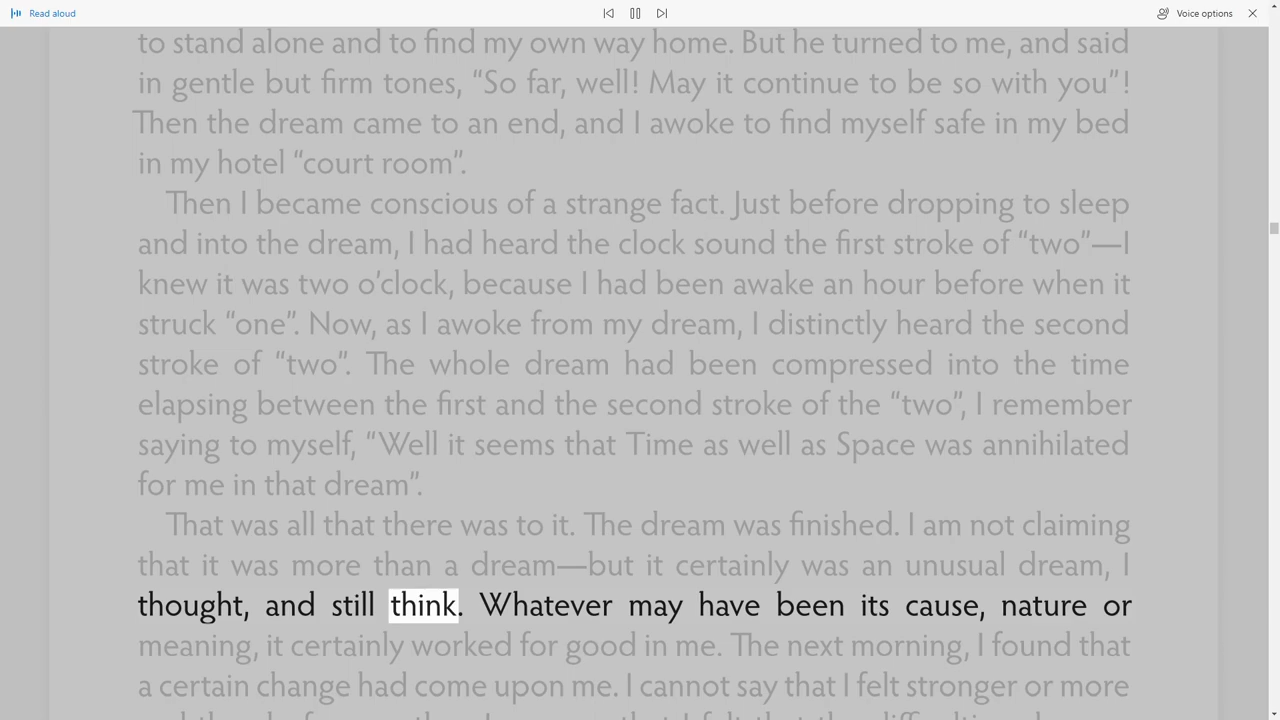 Read aloud
Voice options
to stand alone and to find my own way home. But he turned to me, and said
in gentle but firm tones, “So far, well! May it continue to be so with you”!
Then the dream came to an end, and I awoke to find myself safe in my bed
in my hotel “court room”.
Then I became conscious of a strange fact. Just before dropping to sleep
and into the dream, I had heard the clock sound the first stroke of “two”—I
knew it was two o’clock, because I had been awake an hour before when it
struck “one”. Now, as I awoke from my dream, I distinctly heard the second
stroke of “two”. The whole dream had been compressed into the time
elapsing between the first and the second stroke of the “two”, I remember
saying to myself, “Well it seems that Time as well as Space was annihilated
for me in that dream”.
That was all that there was to it. The dream was finished. I am not claiming
that it was more than a dream—but it certainly was an unusual dream, I
thought, and still think. Whatever may have been its cause, nature or
meaning, it certainly worked for good in me. The next morning, I found that
a certain change had come upon me. I cannot say that I felt stronger or more